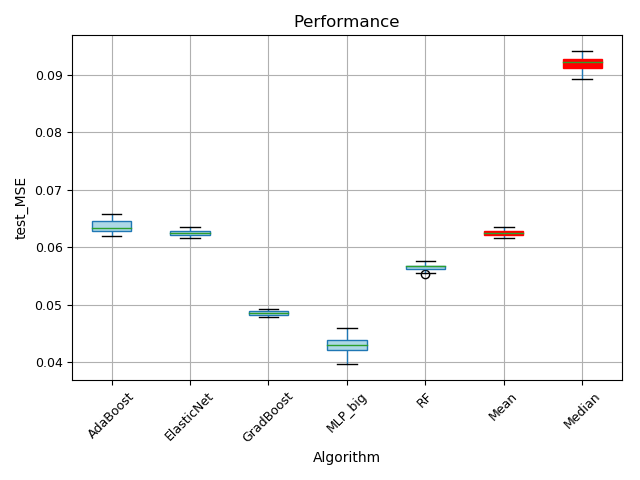 Performance
0.09
0.08
0.07
0.06
0.05
0.04
test_MSE
AdaBoost
ElasticNet
GradBoost
MLP_big
RF
Mean
Median
Algorithm